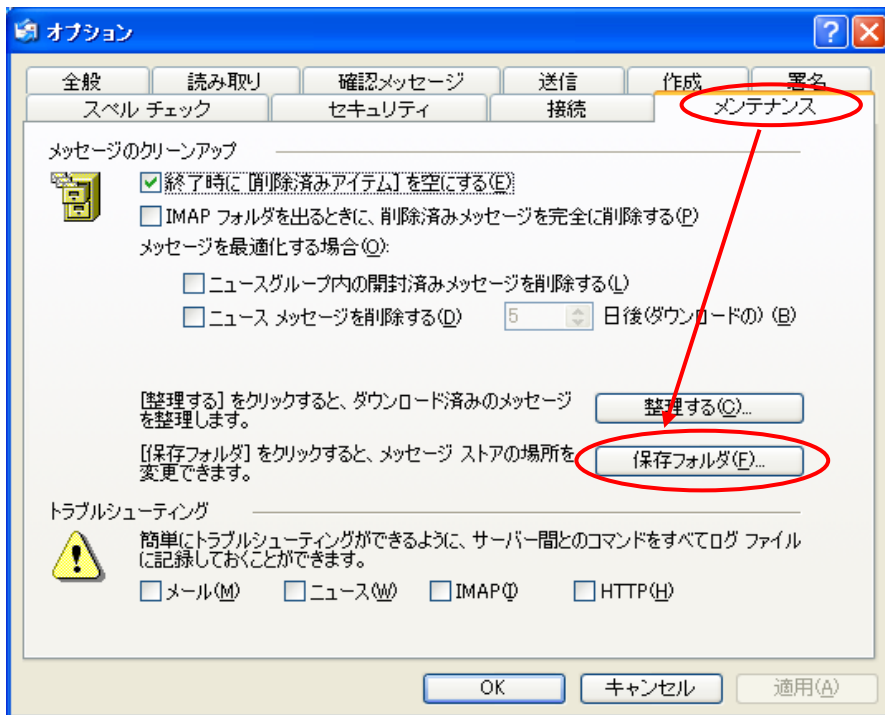 オプション
全般 読み取り 確認メッセージ 送信 作成 署名
スペル チェック セキュリティ 接続 メンテナンス
メッセージのクリーンアップ
終了時に [削除済みアイテム] を空にする(E)
IMAP フォルダを出るときに、削除済みメッセージを完全に削除する(P)
メッセージを最適化する場合(O):
ニュースグループ内の開封済みメッセージを削除する(L)
ニュース メッセージを削除する(D) 5 日後(ダウンロードの) (B)
[整理する] をクリックすると、ダウンロード済みのメッセージ
を整理します。
整理する(C)...
[保存フォルダ] をクリックすると、メッセージ ストアの場所を
変更できます。
保存フォルダ(F)...
トラブルシューティング
簡単にトラブルシューティングができるように、サーバー間とのコマンドをすべてログ ファイル
に記録しておくことができます。
メール(M) ニュース(W) IMAP(I) HTTP(H)
OK キャンセル 適用(A)